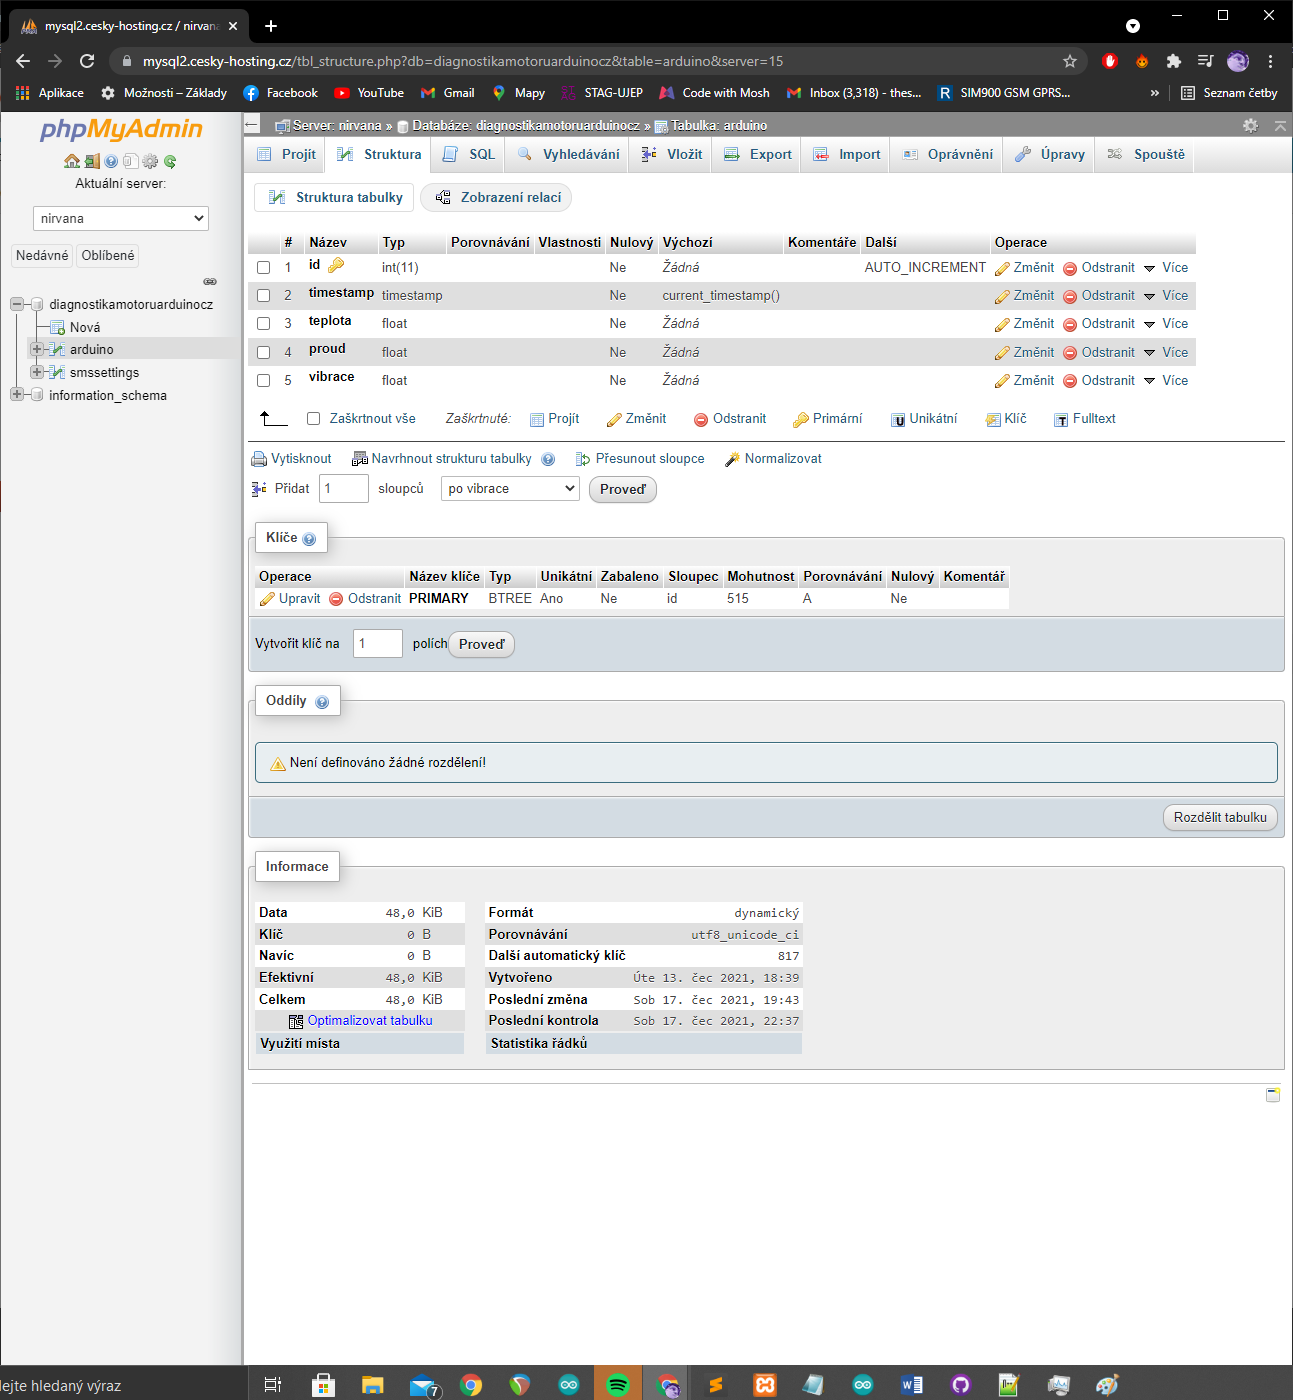 mysql2.cesky-hosting.cz / nirvana
mysql2.cesky-hosting.cz/tbl_structure.php?db=diagnostikamotoruarduinocz&table=arduino&server=15
Aplikace Možnosti – Základy Facebook YouTube Gmail Mapy STAG-UJEP Code with Mosh Inbox (3,318) - thes... R SIM900 GSM GPRS... » Seznam četby
phpMyAdmin
Aktuální server:
nirvana
Nedávné Oblíbené
diagnostikamotoruarduinocz
Nová
arduino
smssettings
information_schema
Server: nirvana » Databáze: diagnostikamotoruarduinocz » Tabulka: arduino
Projít Struktura SQL Vyhledávání Vložit Export Import Oprávnění Úpravy Spouště
Struktura tabulky Zobrazení relací
# Název Typ Porovnávání Vlastnosti Nulový Výchozí Komentáře Další Operace
1 id int(11) Ne Žádná AUTO_INCREMENT Změnit Odstranit Více
2 timestamp timestamp Ne current_timestamp() Změnit Odstranit Více
3 teplota float Ne Žádná Změnit Odstranit Více
4 proud float Ne Žádná Změnit Odstranit Více
5 vibrace float Ne Žádná Změnit Odstranit Více
Zaškrtnout vše Zaškrtnuté: Projít Změnit Odstranit Primární Unikátní Klíč Fulltext
Vytisknout Navrhnout strukturu tabulky Přesunout sloupce Normalizovat
Přidat 1 sloupců po vibrace Proveď
Klíče
Operace Název klíče Typ Unikátní Zabaleno Sloupec Mohutnost Porovnávání Nulový Komentář
Upravit Odstranit PRIMARY BTREE Ano Ne id 515 A Ne
Vytvořit klíč na 1 polích Proveď
Oddíly
Není definováno žádné rozdělení!
Rozdělit tabulku
Informace
Data 48,0 KiB
Klíč 0 B
Navíc 0 B
Efektivní 48,0 KiB
Celkem 48,0 KiB
Optimalizovat tabulku
Využití místa
Formát dynamický
Porovnávání utf8_unicode_ci
Další automatický klíč 817
Vytvořeno Úte 13. čec 2021, 18:39
Poslední změna Sob 17. čec 2021, 19:43
Poslední kontrola Sob 17. čec 2021, 22:37
Statistika řádků
lejte hledaný výraz
7